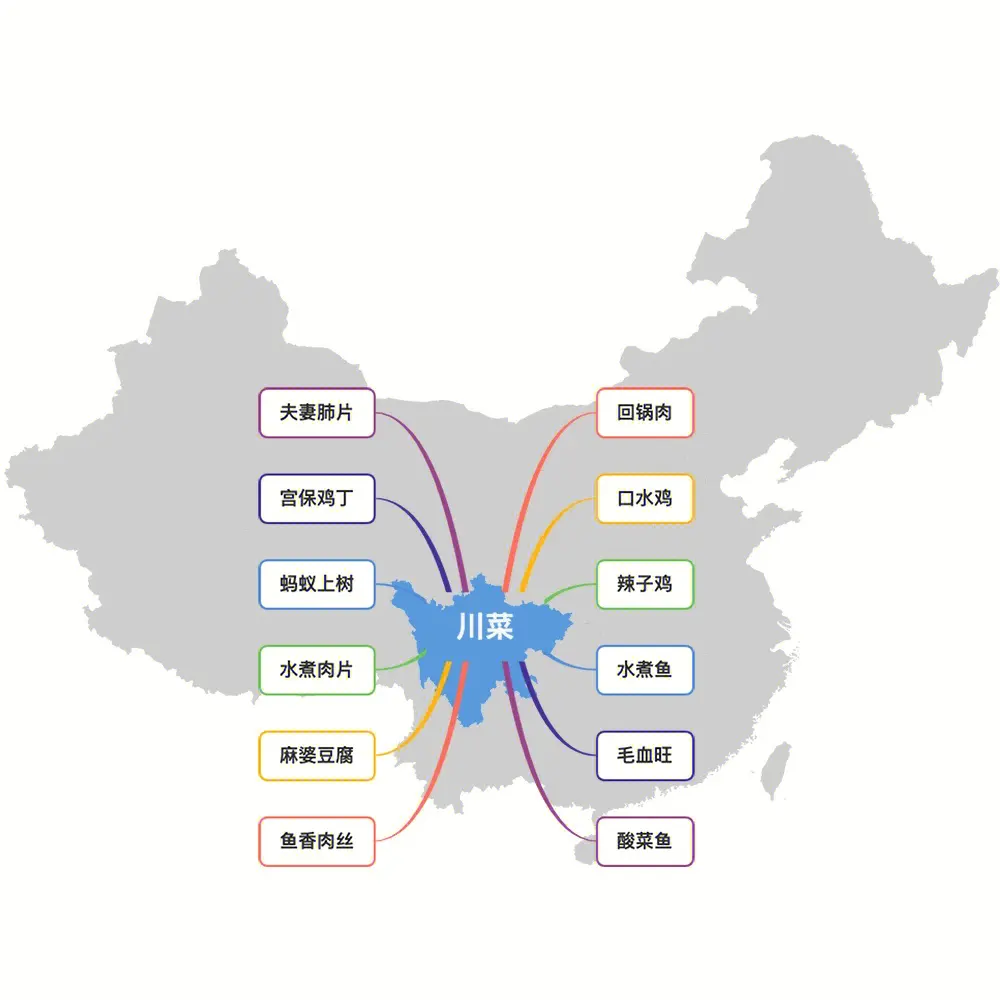 夫妻肺片
宫保鸡丁
蚂蚁上树
水煮肉片
麻婆豆腐
鱼香肉丝
川菜
回锅肉
口水鸡
辣子鸡
水煮鱼
毛血旺
酸菜鱼